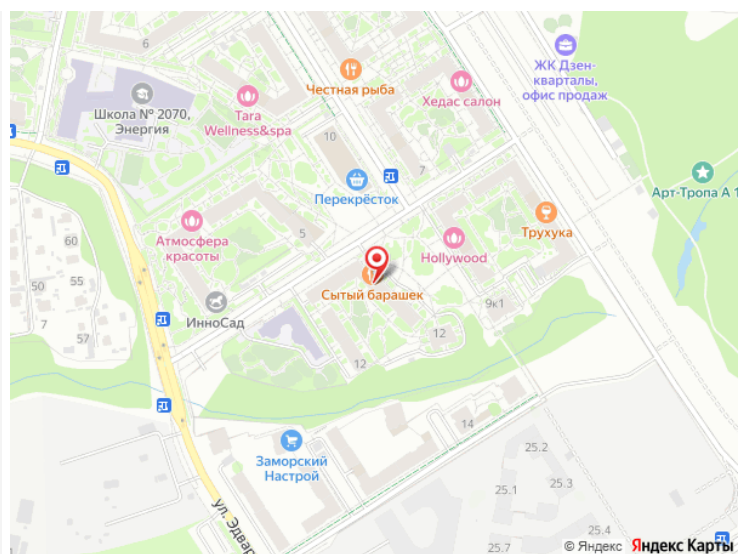 6
ЖК Дзен-
кварталы,
офис продаж
Честная рыба
Хедас салон
Школа № 2070,
Энергия
Tara
Wellness&spa
10
7
Перекрёсток
Арт-Тропа А 1
Трухука
60
Атмосфера
красоты
5
Hollywood
50
55
Сытый барашек
9к1
ИнноСад
7
57
12
12
14
25.2
Заморский
Настрой
25.1
25.3
ул. Эдвар
25.4
© Яндекс Яндекс Карты